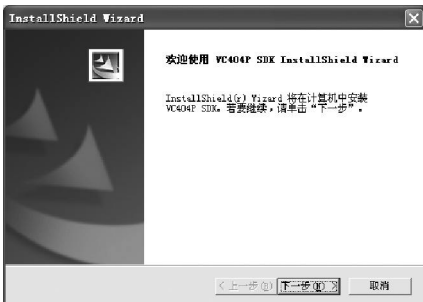 InstallShield Wizard
欢迎使用 VC404P SDK InstallShield Wizard
InstallShield(r) Wizard 将在计算机中安装
VC404P SDK。若要继续，请单击“下一步”。
< 上一步(B)
下一步(N) >
取消